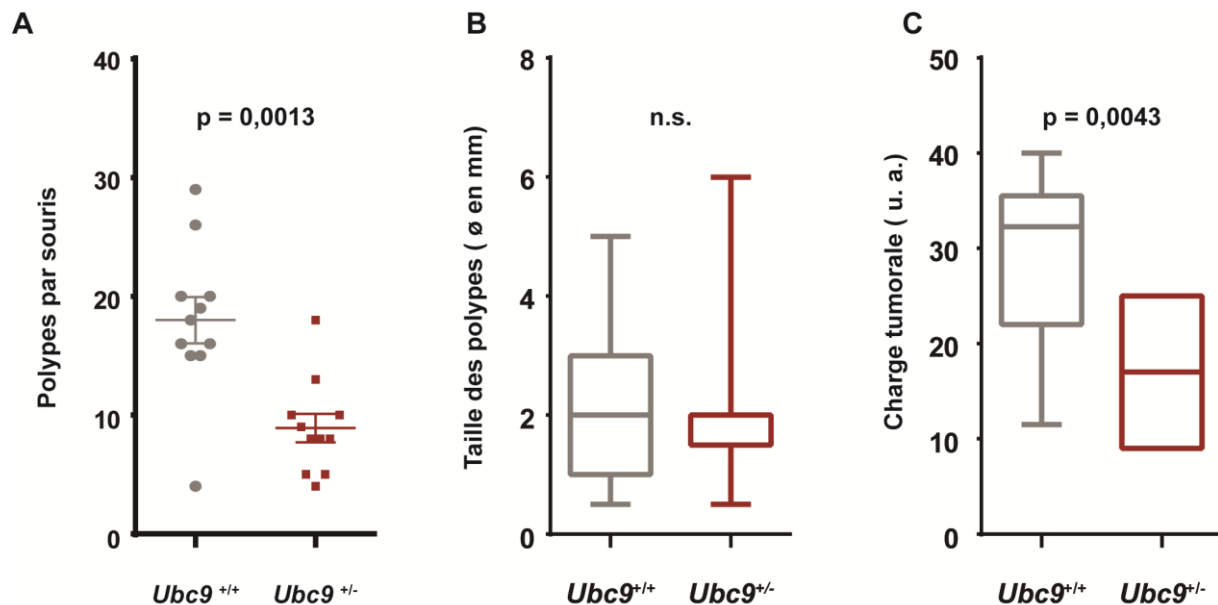 A
Polypes par souris
40
30
20
10
0
p = 0,0013
Ubc9 +/+
Ubc9 +/-
B
Taille des polypes ( ø en mm)
8
6
4
2
0
n.s.
Ubc9+/+
Ubc9+/-
C
Charge tumorale ( u. a.)
50
40
30
20
10
0
p = 0,0043
Ubc9+/+
Ubc9+/-